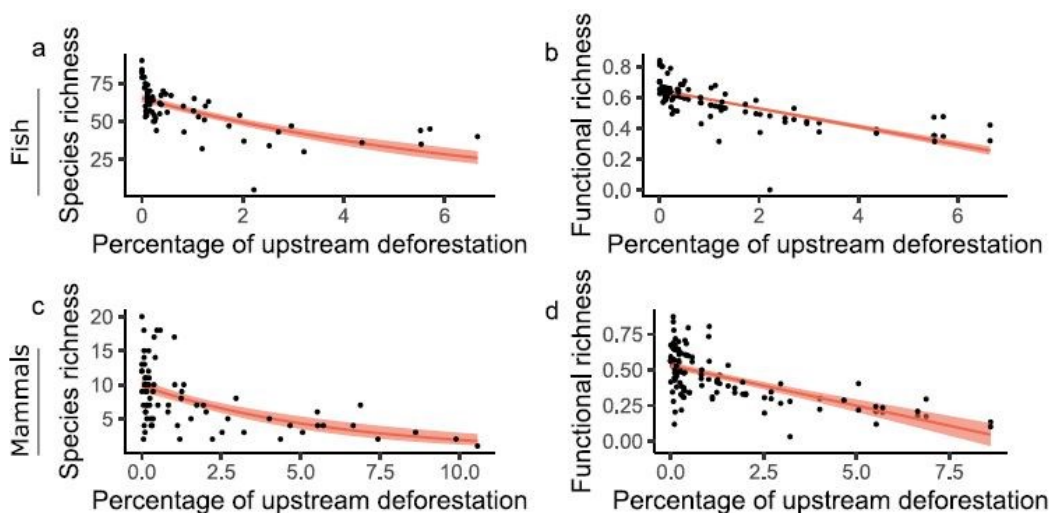 a
Fish
Species richness
75
50
25
0 2 4 6
Percentage of upstream deforestation
b
Functional richness
0.8
0.6
0.4
0.2
0.0
0 2 4 6
Percentage of upstream deforestation
c
Mammals
Species richness
20
15
10
5
0.0 2.5 5.0 7.5 10.0
Percentage of upstream deforestation
d
Functional richness
0.75
0.50
0.25
0.00
0.0 2.5 5.0 7.5
Percentage of upstream deforestation